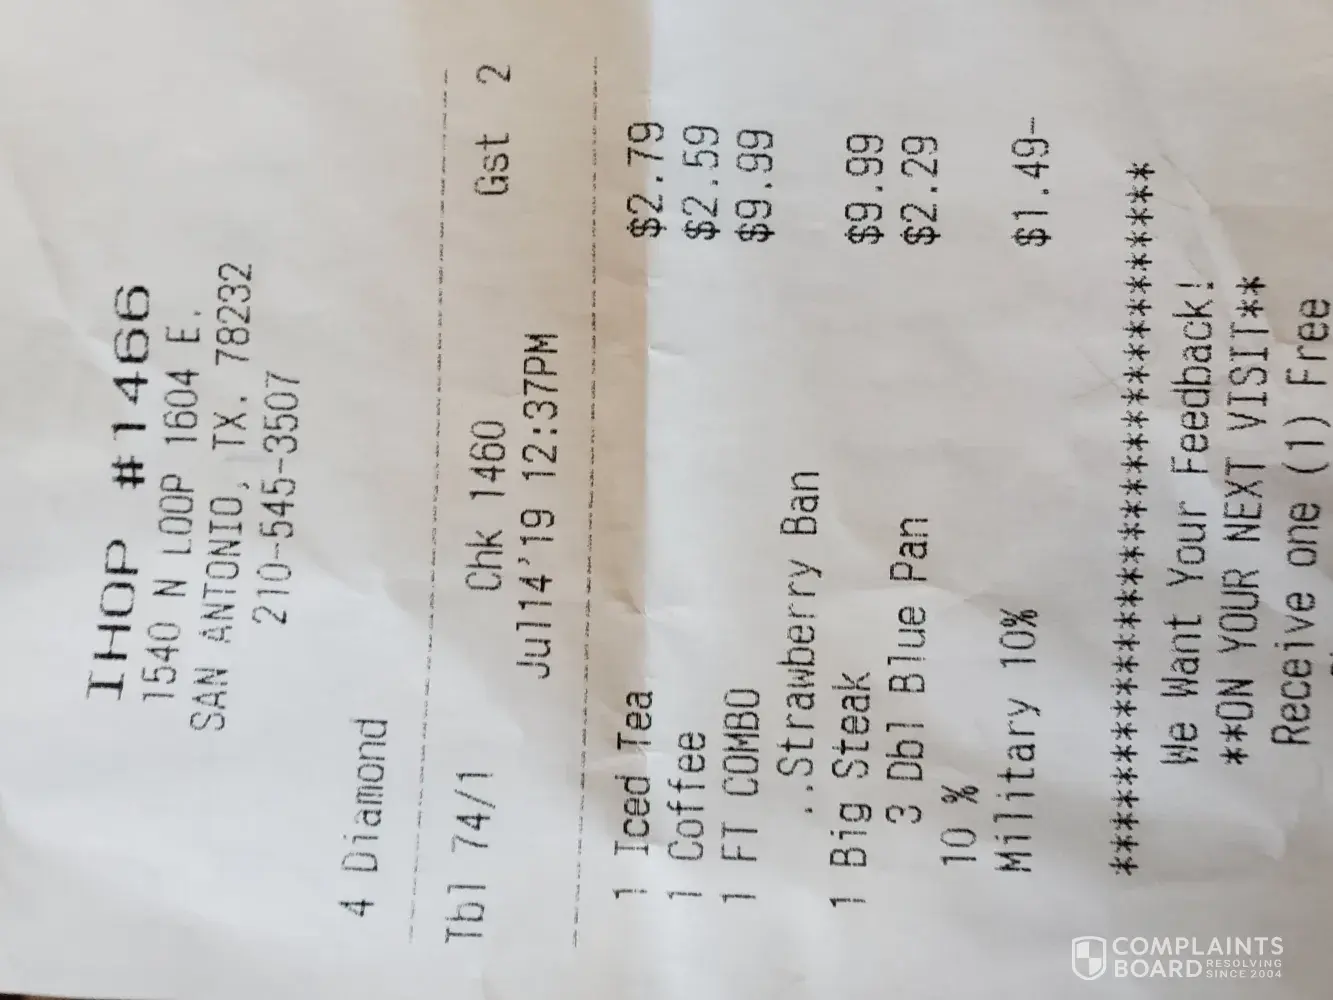 IHOP #1466
1540 N LOOP 1604 E.
SAN ANTONIO, TX. 78232
210-545-3507
4 Diamond
Tbl 74/1 Chk 1460 Gst 2
Jul14'19 12:37PM
1 Iced Tea $2.79
1 Coffee $2.59
1 FT COMBO $9.99
..Strawberry Ban
1 Big Steak $9.99
3 Dbl Blue Pan $2.29
10 %
Military 10% $1.49-
********************************
We Want Your Feedback!
**ON YOUR NEXT VISIT**
Receive one (1) Free
COMPLAINTS
BOARD RESOLVING
SINCE 2004